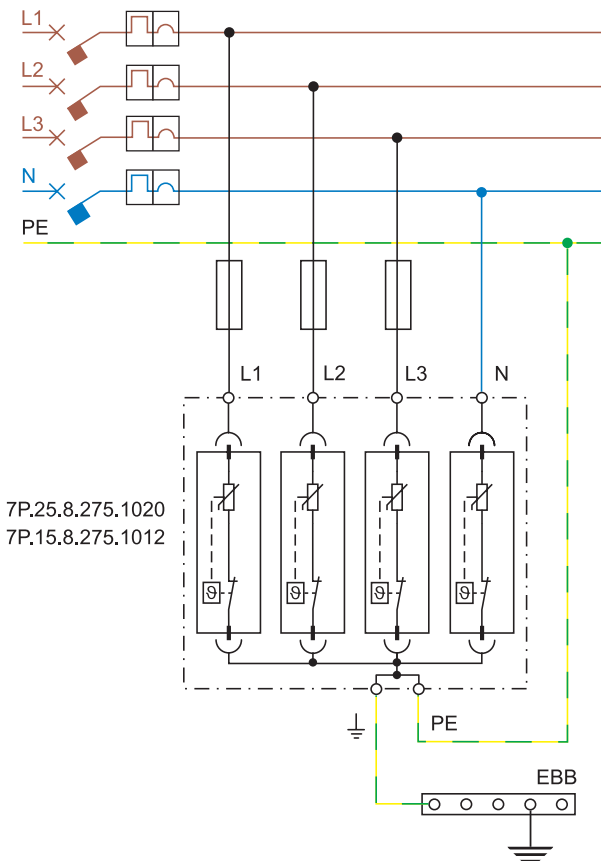 L1
L2
L3
N
PE
L1 L2 L3 N
7P.25.8.275.1020
7P.15.8.275.1012
ϑ ϑ ϑ ϑ
PE
EBB